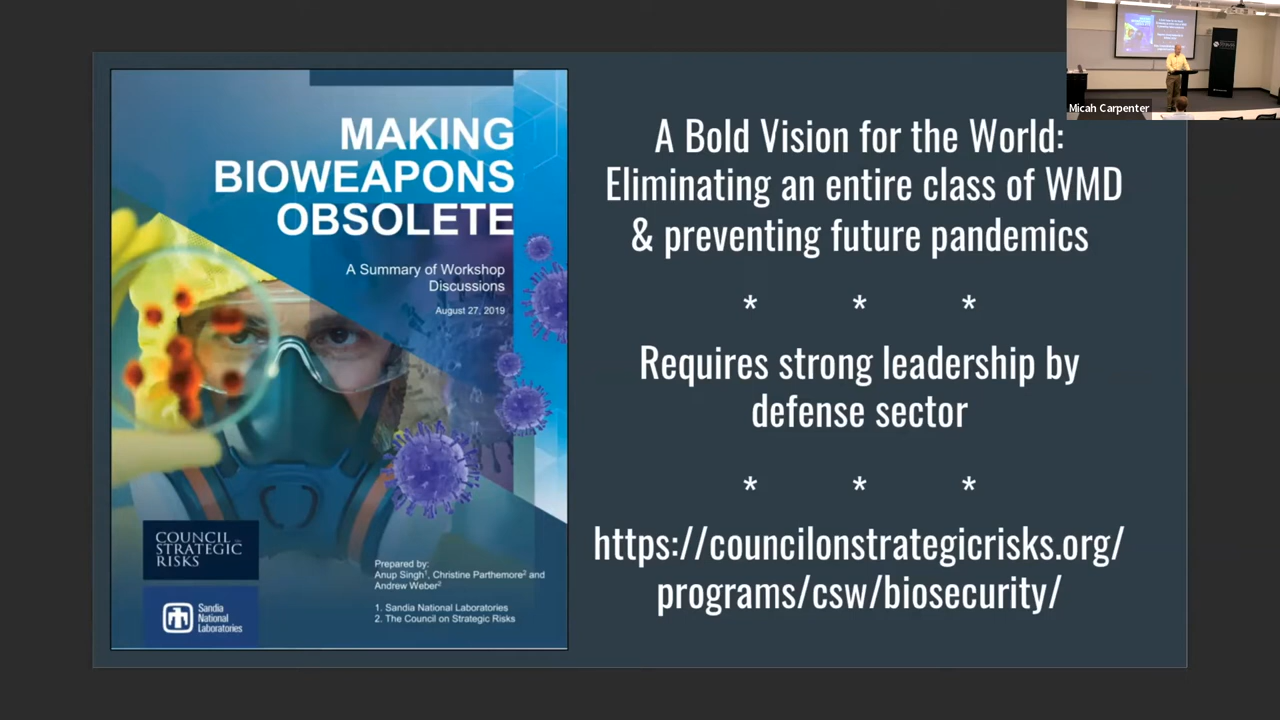 MAKING
BIOWEAPONS
OBSOLETE
A Summary of Workshop
Discussions
August 27, 2019
COUNCIL ON
STRATEGIC
RISKS
Sandia
National
Laboratories
Prepared by:
Anup Singh¹, Christine Parthemore² and
Andrew Weber²
1. Sandia National Laboratories
2. The Council on Strategic Risks
A Bold Vision for the World:
Eliminating an entire class of WMD
& preventing future pandemics
* * *
Requires strong leadership by
defense sector
* * *
https://councilonstrategicrisks.org/
programs/csw/biosecurity/
Micah Carpenter